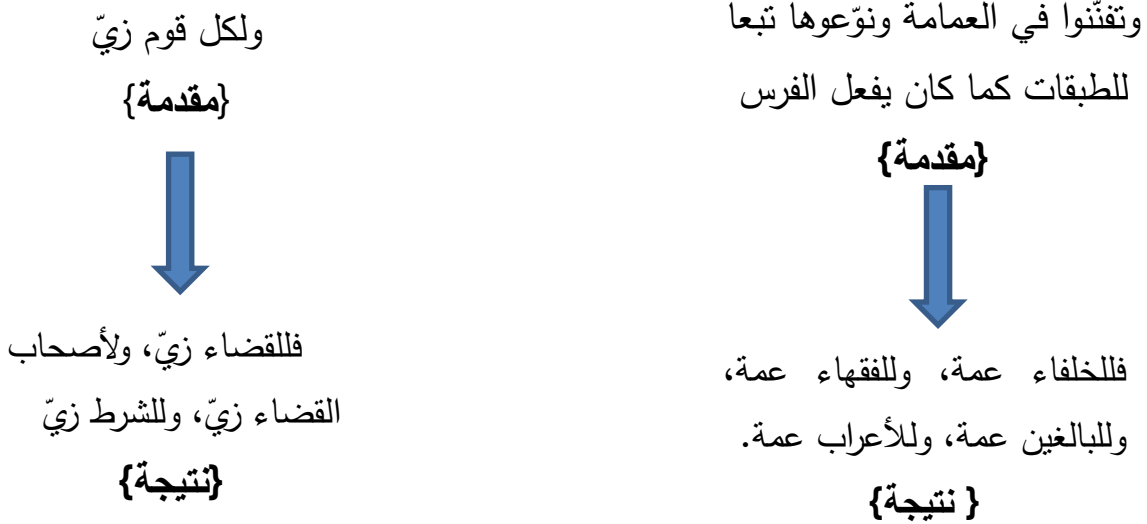 وتفنّنوا في العمامة ونوّعوها تبعا
للطبقات كما كان يفعل الفرس
{مقدمة}
فللخلفاء عمة، وللفقهاء عمة،
وللبالغين عمة، وللأعراب عمة.
{ نتيجة}
ولكل قوم زيّ
{مقدمة}
فللقضاء زيّ، ولأصحاب
القضاء زيّ، وللشرط زيّ
{نتيجة}